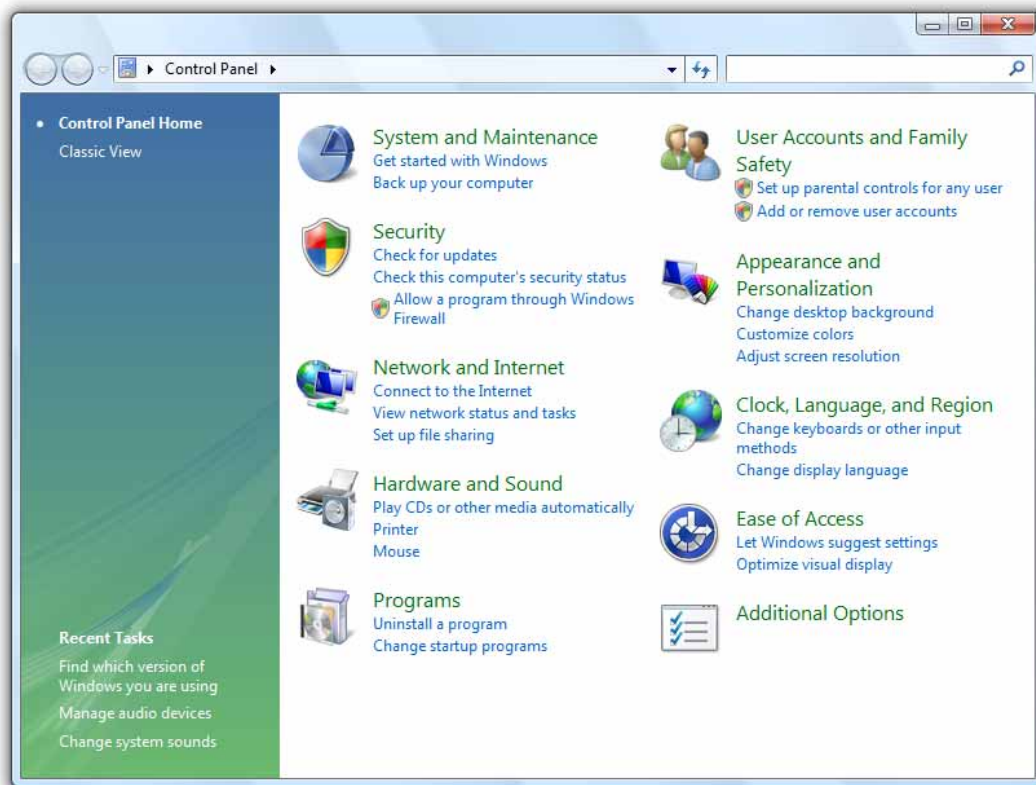 Control Panel
Control Panel Home
Classic View
Recent Tasks
Find which version of
Windows you are using
Manage audio devices
Change system sounds
System and Maintenance
Get started with Windows
Back up your computer
Security
Check for updates
Check this computer's security status
Allow a program through Windows
Firewall
Network and Internet
Connect to the Internet
View network status and tasks
Set up file sharing
Hardware and Sound
Play CDs or other media automatically
Printer
Mouse
Programs
Uninstall a program
Change startup programs
User Accounts and Family
Safety
Set up parental controls for any user
Add or remove user accounts
Appearance and
Personalization
Change desktop background
Customize colors
Adjust screen resolution
Clock, Language, and Region
Change keyboards or other input
methods
Change display language
Ease of Access
Let Windows suggest settings
Optimize visual display
Additional Options